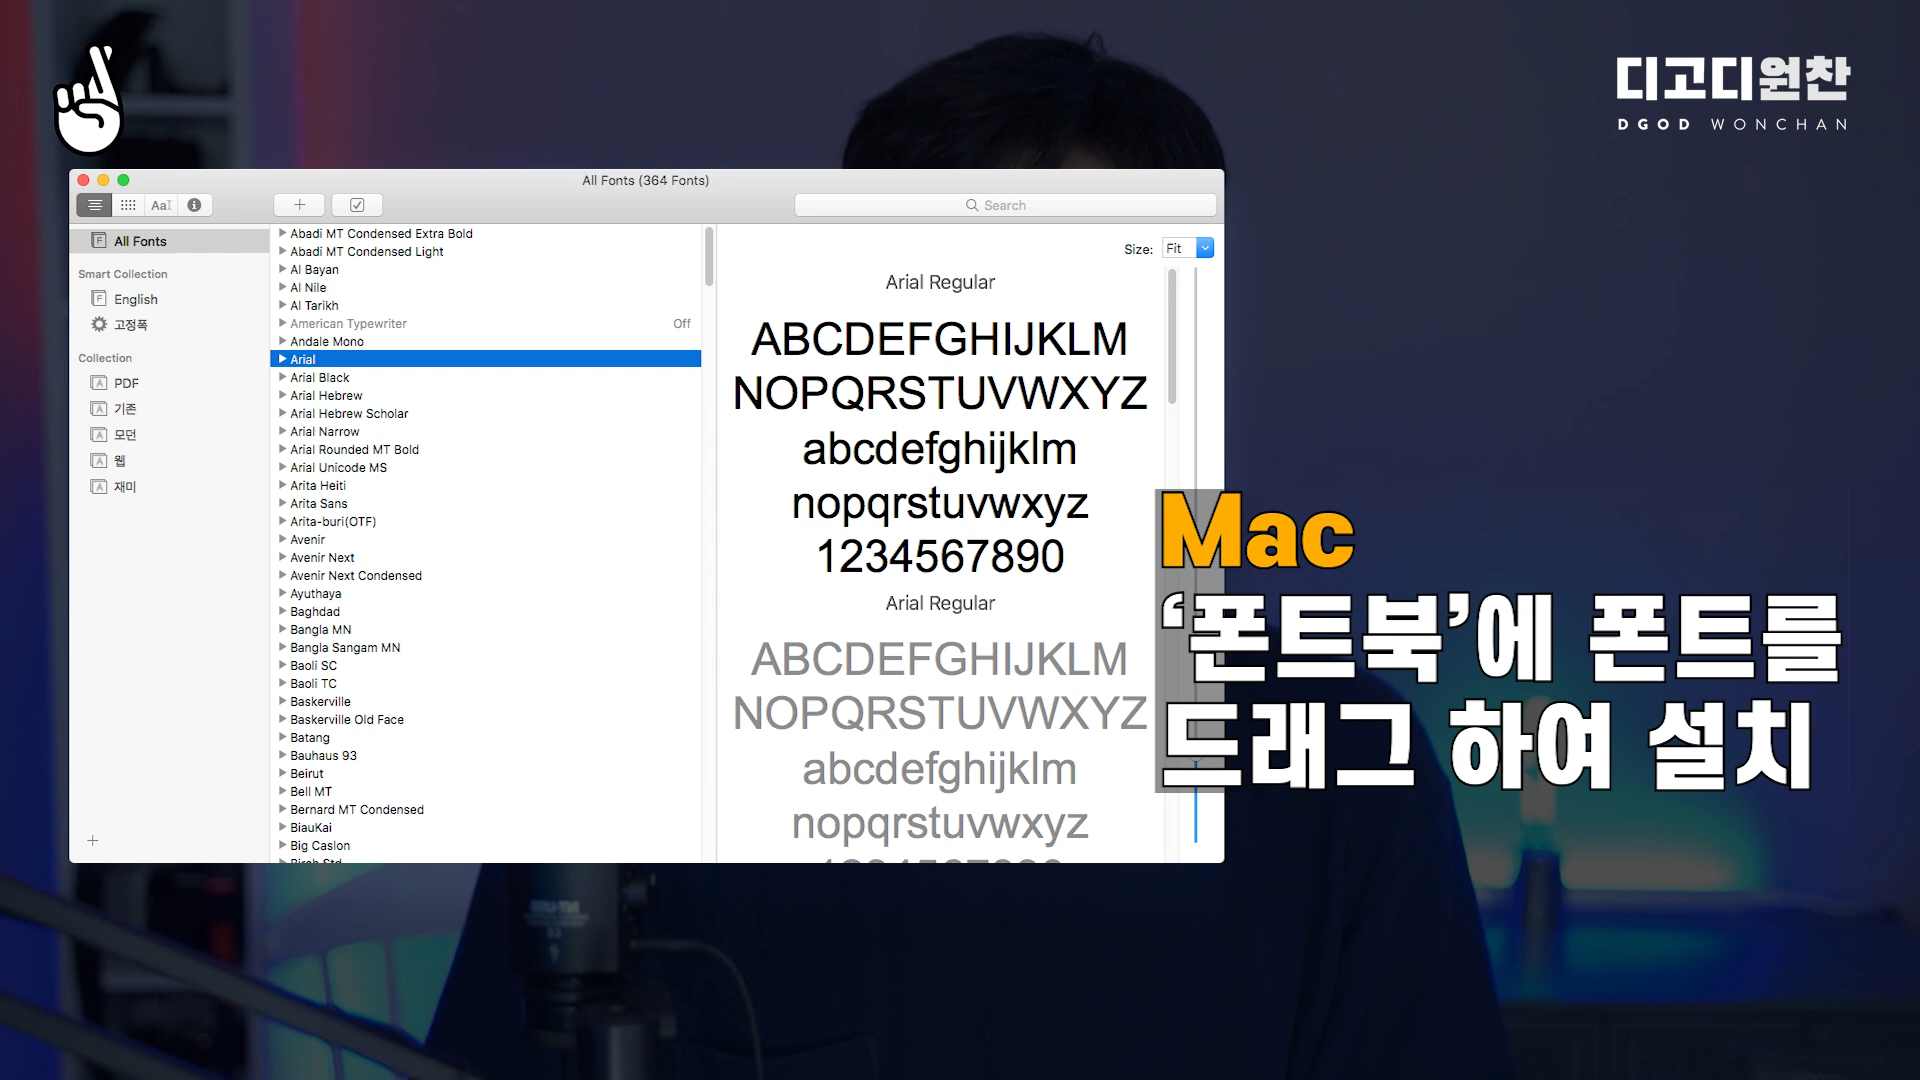 디고디원찬
DGOD WONCHAN
All Fonts (364 Fonts)
Search
All Fonts
Smart Collection
English
고정폭
Collection
PDF
기존
모던
웹
재미
Abadi MT Condensed Extra Bold
Abadi MT Condensed Light
Al Bayan
Al Nile
Al Tarikh
American Typewriter Off
Andale Mono
Arial
Arial Black
Arial Hebrew
Arial Hebrew Scholar
Arial Narrow
Arial Rounded MT Bold
Arial Unicode MS
Arita Heiti
Arita Sans
Arita-buri(OTF)
Avenir
Avenir Next
Avenir Next Condensed
Ayuthaya
Baghdad
Bangla MN
Bangla Sangam MN
Baoli SC
Baoli TC
Baskerville
Baskerville Old Face
Batang
Bauhaus 93
Beirut
Bell MT
Bernard MT Condensed
BiauKai
Big Caslon
Size: Fit
Arial Regular
ABCDEFGHIJKLM
NOPQRSTUVWXYZ
abcdefghijklm
nopqrstuvwxyz
1234567890
Arial Regular
ABCDEFGHIJKLM
NOPQRSTUVWXYZ
abcdefghijklm
nopqrstuvwxyz
Mac
‘폰트북’에 폰트를
드래그 하여 설치